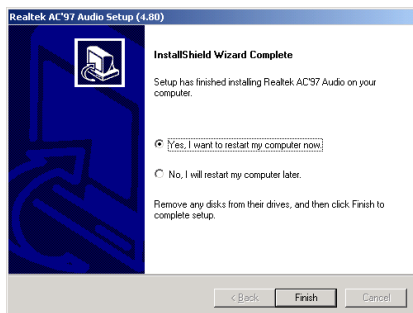 Realtek AC'97 Audio Setup (4.80)
InstallShield Wizard Complete
Setup has finished installing Realtek AC'97 Audio on your
computer.
Yes, I want to restart my computer now.
No, I will restart my computer later.
Remove any disks from their drives, and then click Finish to
complete setup.
< Back
Finish
Cancel